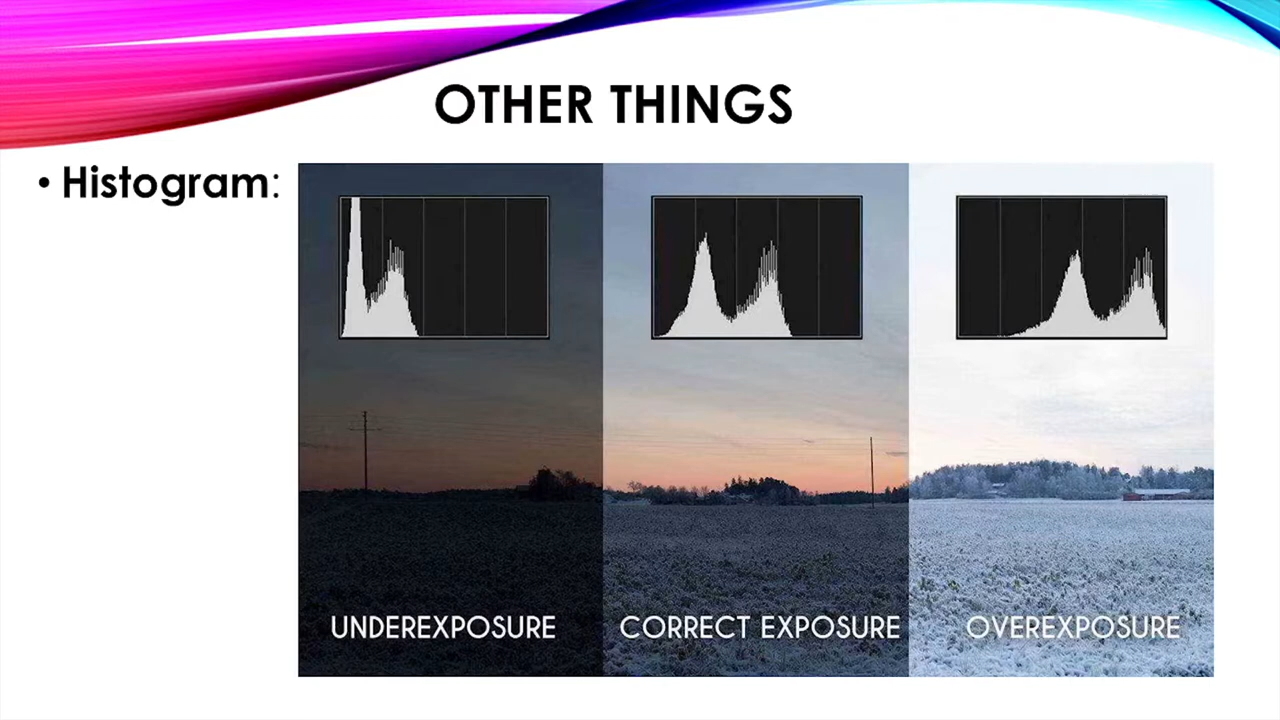 OTHER THINGS
• Histogram:
UNDEREXPOSURE
CORRECT EXPOSURE
OVEREXPOSURE